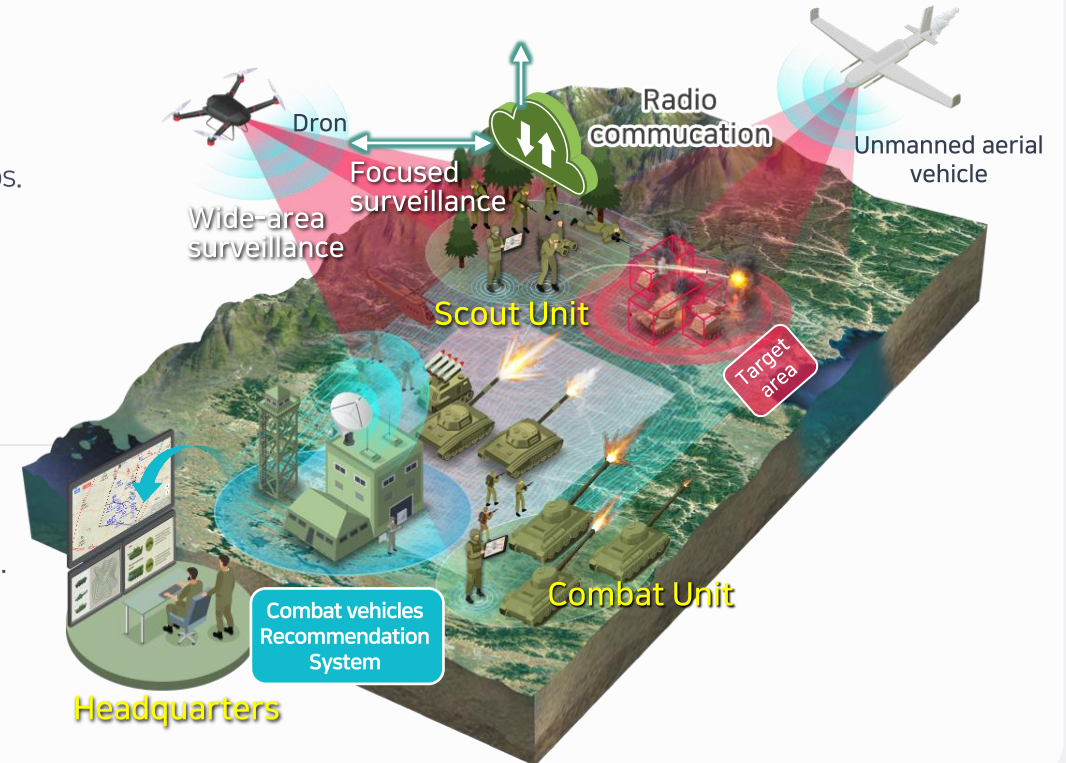 Radio
commucation
Dron
Unmanned aerial
vehicle
Focused
surveillance
Wide-area
surveillance
Scout Unit
Target
area
Combat Unit
Combat vehicles
Recommendation
System
Headquarters